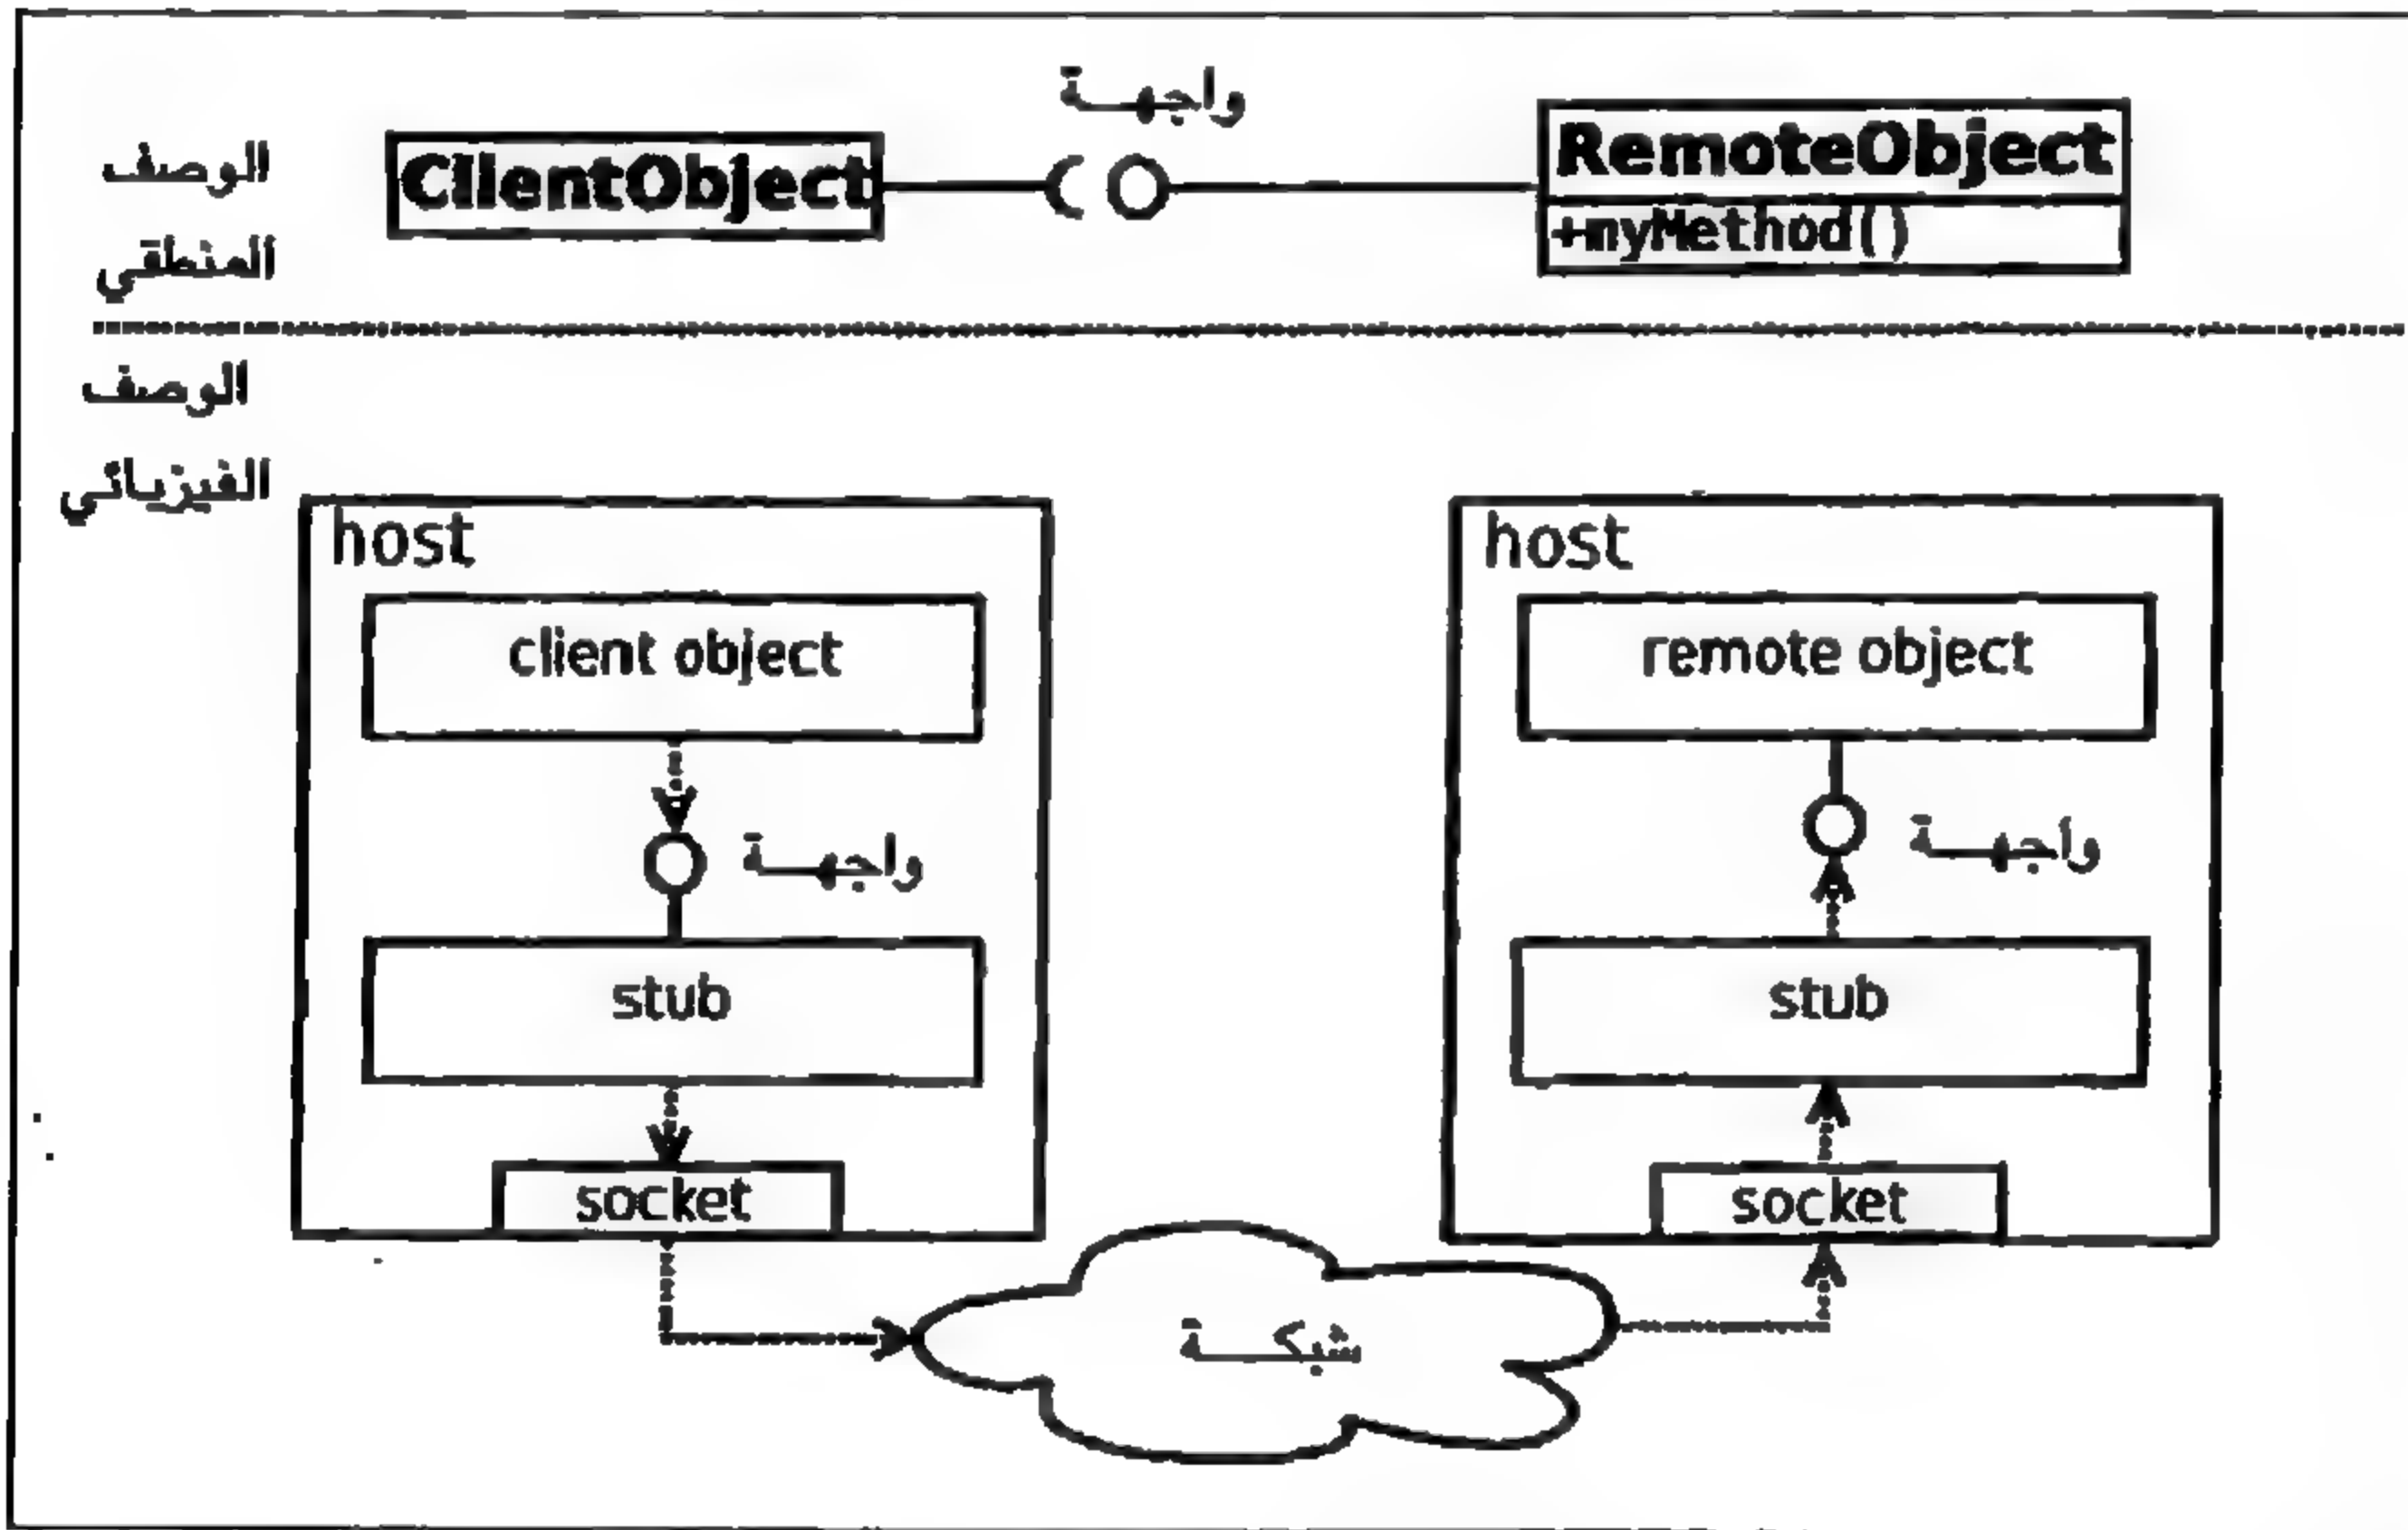 واجهة
الوصف
المنطقي
ClientObject
RemoteObject
+myMethod()
الوصف
الفيزيائي
host
host
client object
remote object
واجهة
واجهة
stub
stub
socket
socket
شبكة